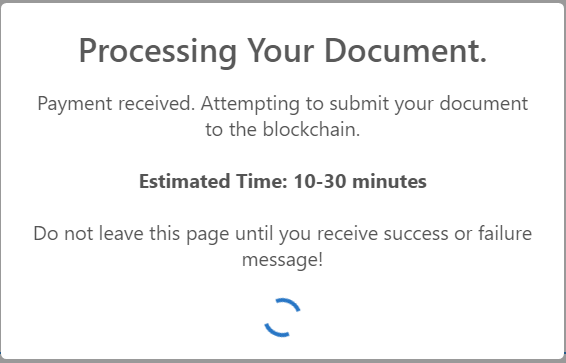 Processing Your Document.
Payment received. Attempting to submit your document
to the blockchain.
Estimated Time: 10-30 minutes
Do not leave this page until you receive success or failure
message!